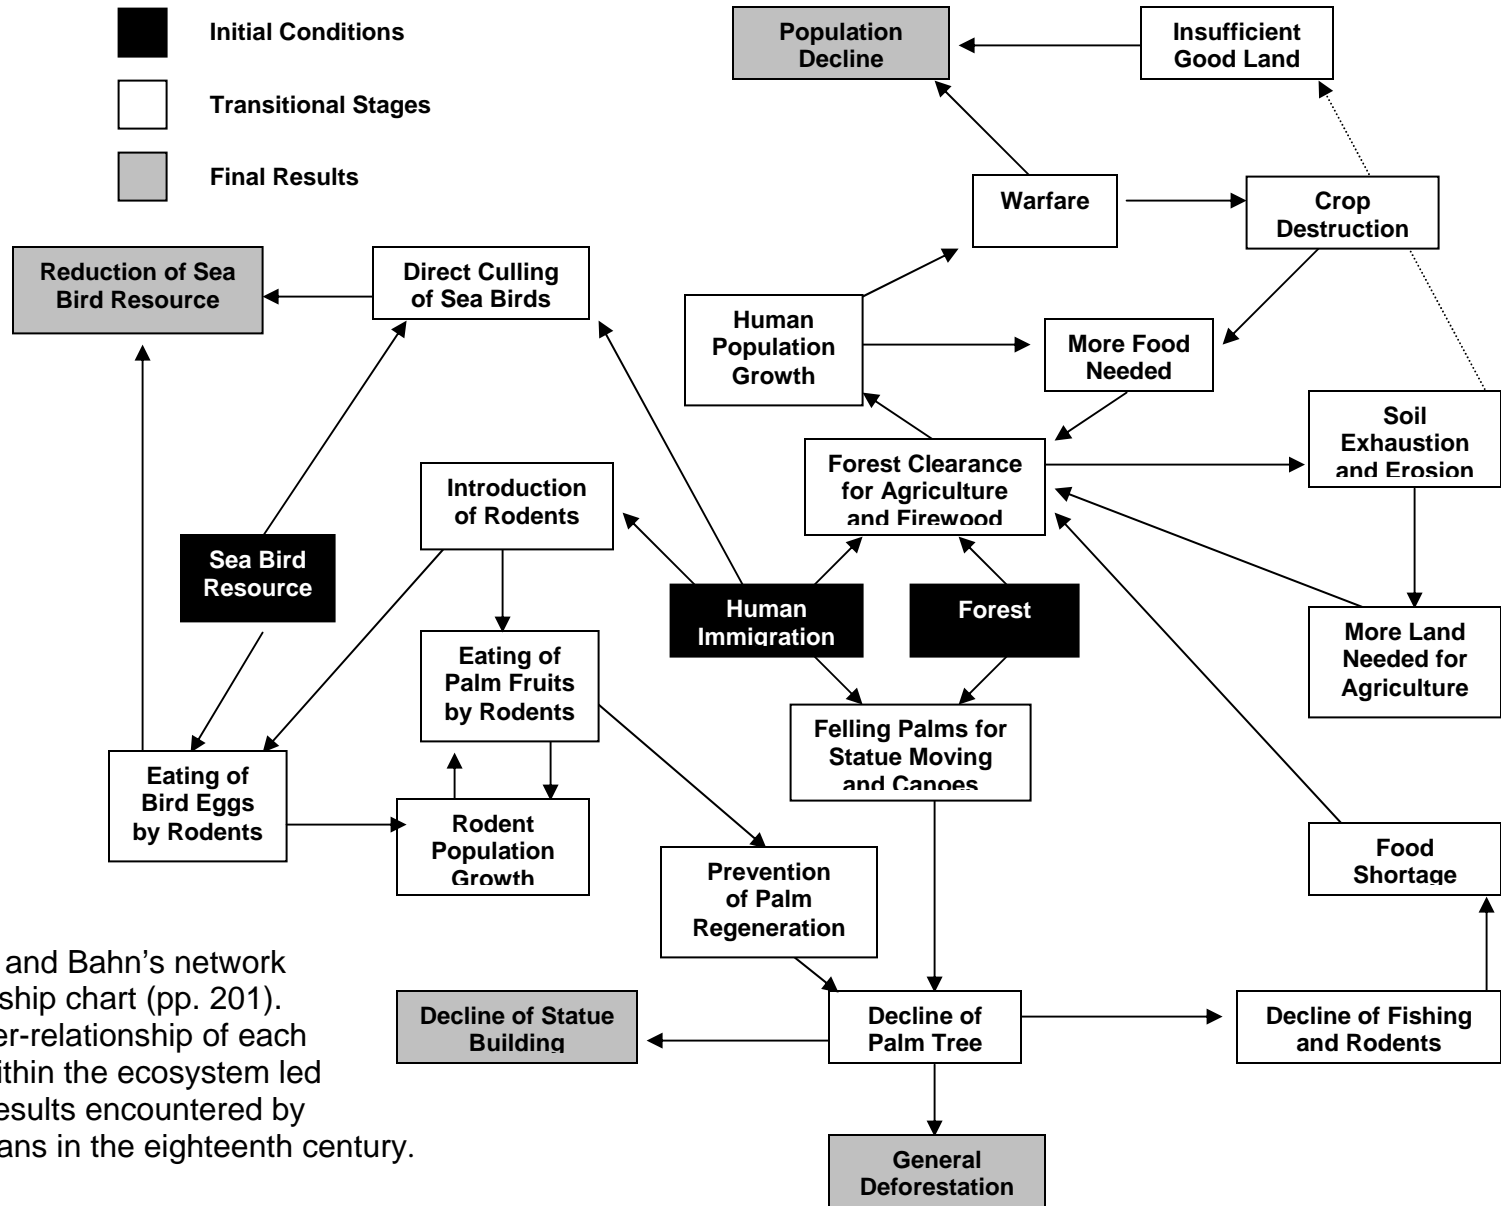 Initial Conditions
Transitional Stages
Final Results
Population
Decline
Insufficient
Good Land
Warfare
Crop
Destruction
Reduction of Sea
Bird Resource
Direct Culling
of Sea Birds
Human
Population
Growth
More Food
Needed
Soil
Exhaustion
and Erosion
Forest Clearance
for Agriculture
and Firewood
Introduction
of Rodents
Sea Bird
Resource
Human
Immigration
Forest
More Land
Needed for
Agriculture
Eating of
Palm Fruits
by Rodents
Felling Palms for
Statue Moving
and Canoes
Eating of
Bird Eggs
by Rodents
Rodent
Population
Growth
Prevention
of Palm
Regeneration
Food
Shortage
Decline of Statue
Building
Decline of
Palm Tree
Decline of Fishing
and Rodents
General
Deforestation
and Bahn’s network
ship chart (pp. 201).
er-relationship of each
ithin the ecosystem led
esults encountered by
ans in the eighteenth century.